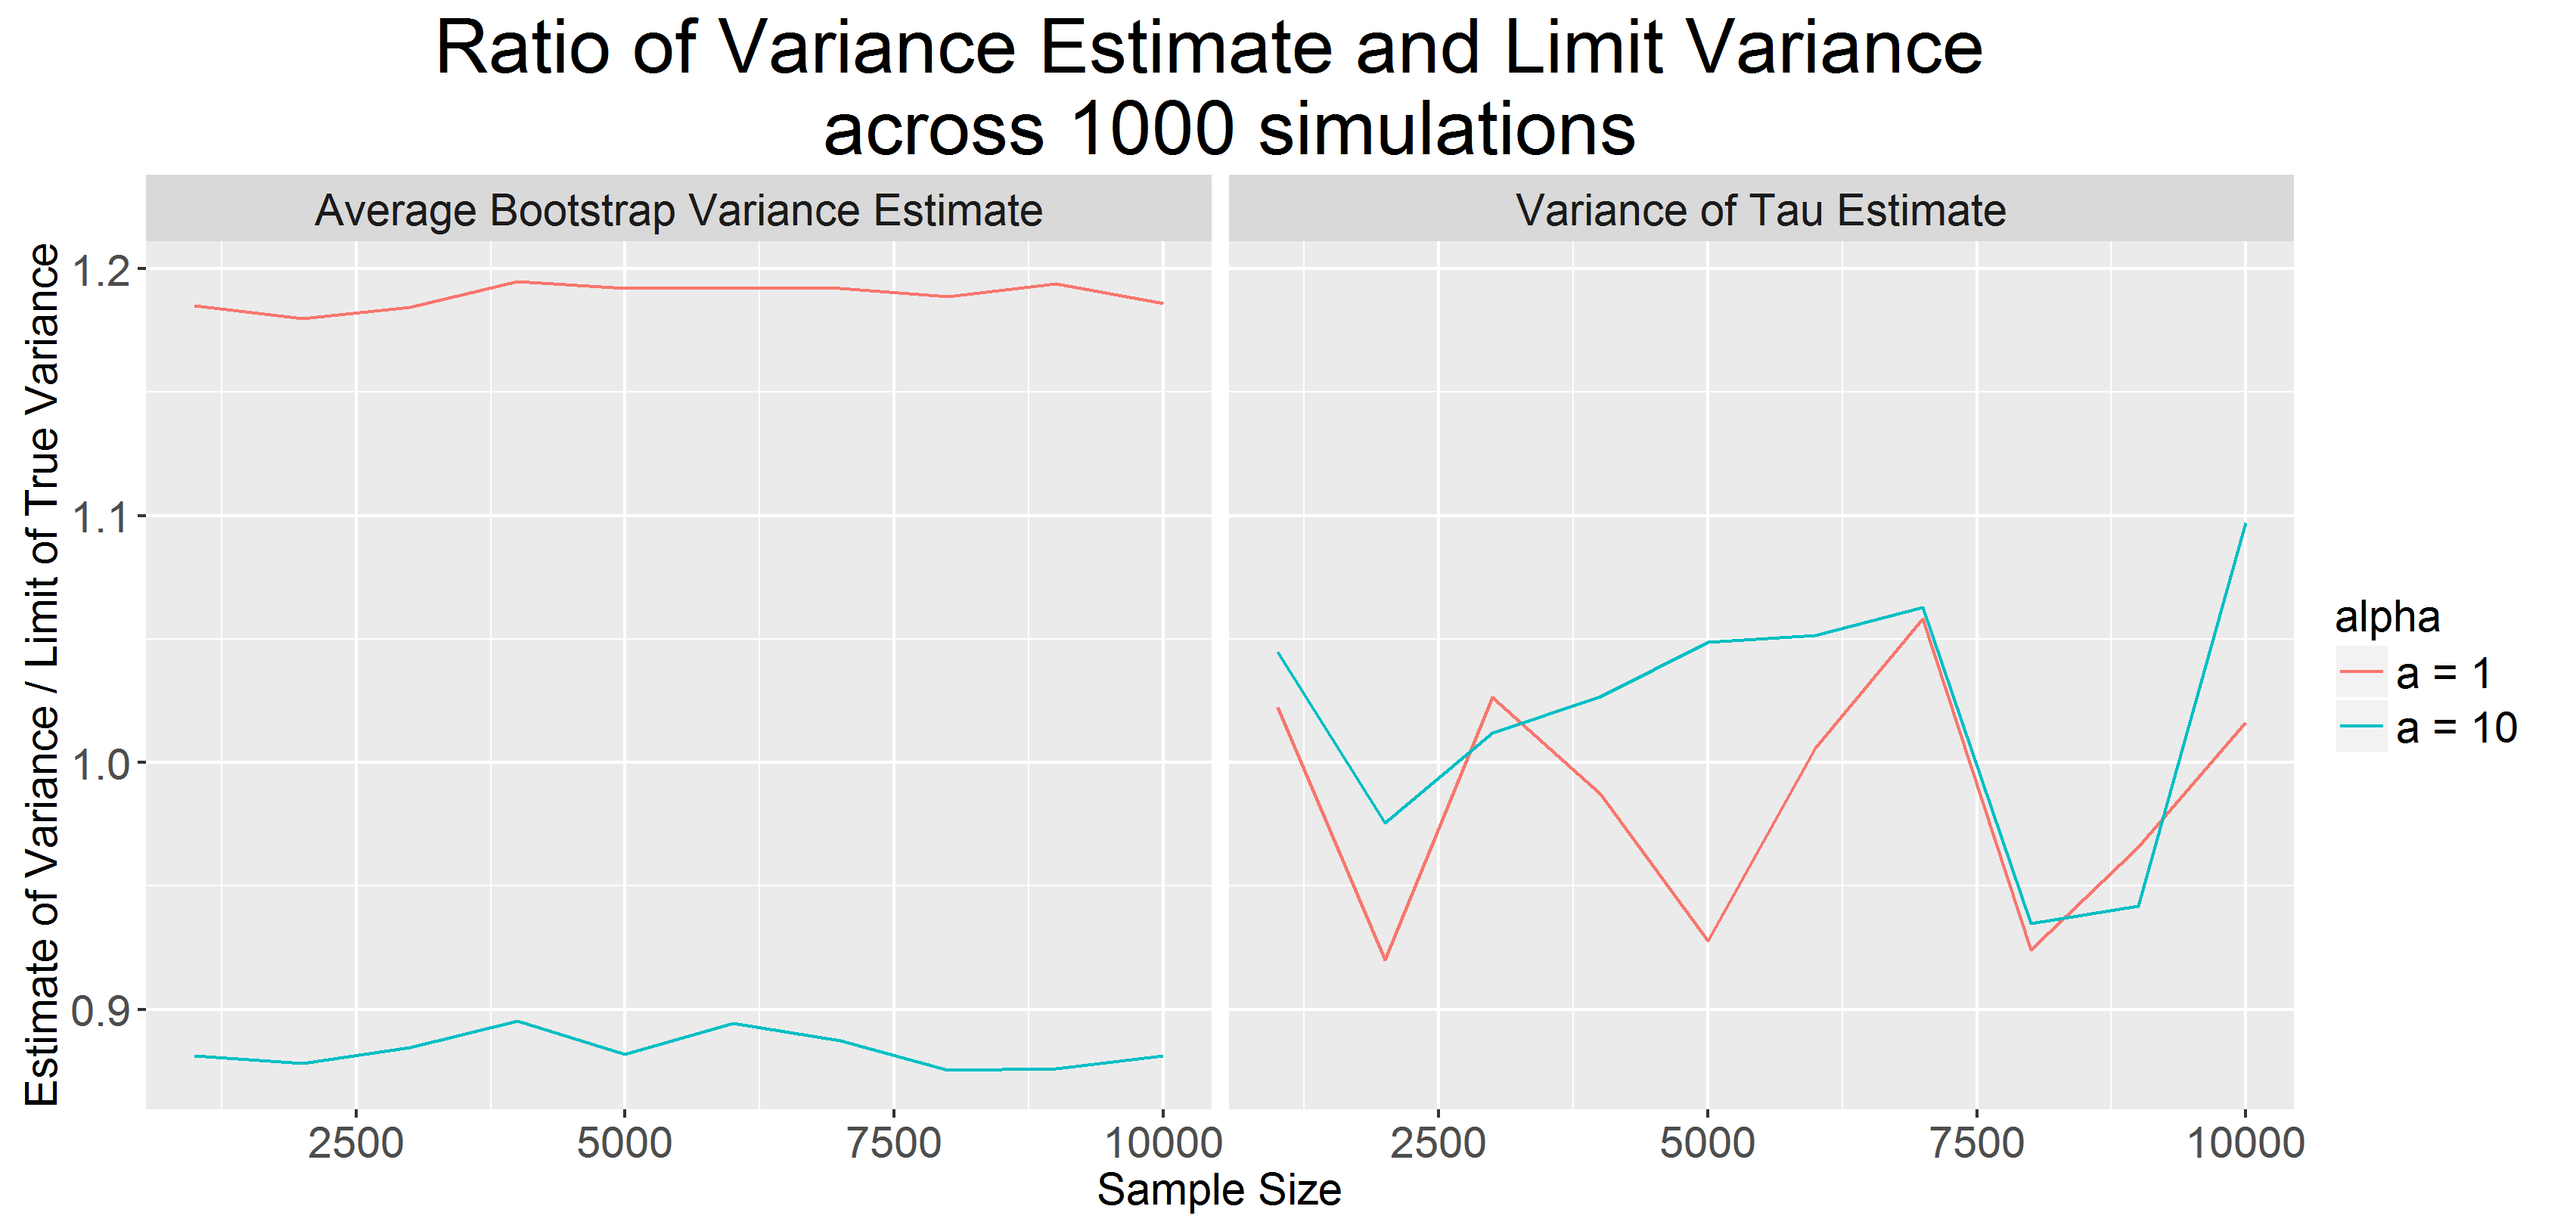 Ratio of Variance Estimate and Limit Variance
across 1000 simulations
Average Bootstrap Variance Estimate
Variance of Tau Estimate
Estimate of Variance / Limit of True Variance
1.2
1.1
1.0
0.9
2500
5000
7500
10000
2500
5000
7500
10000
Sample Size
alpha
a = 1
a = 10